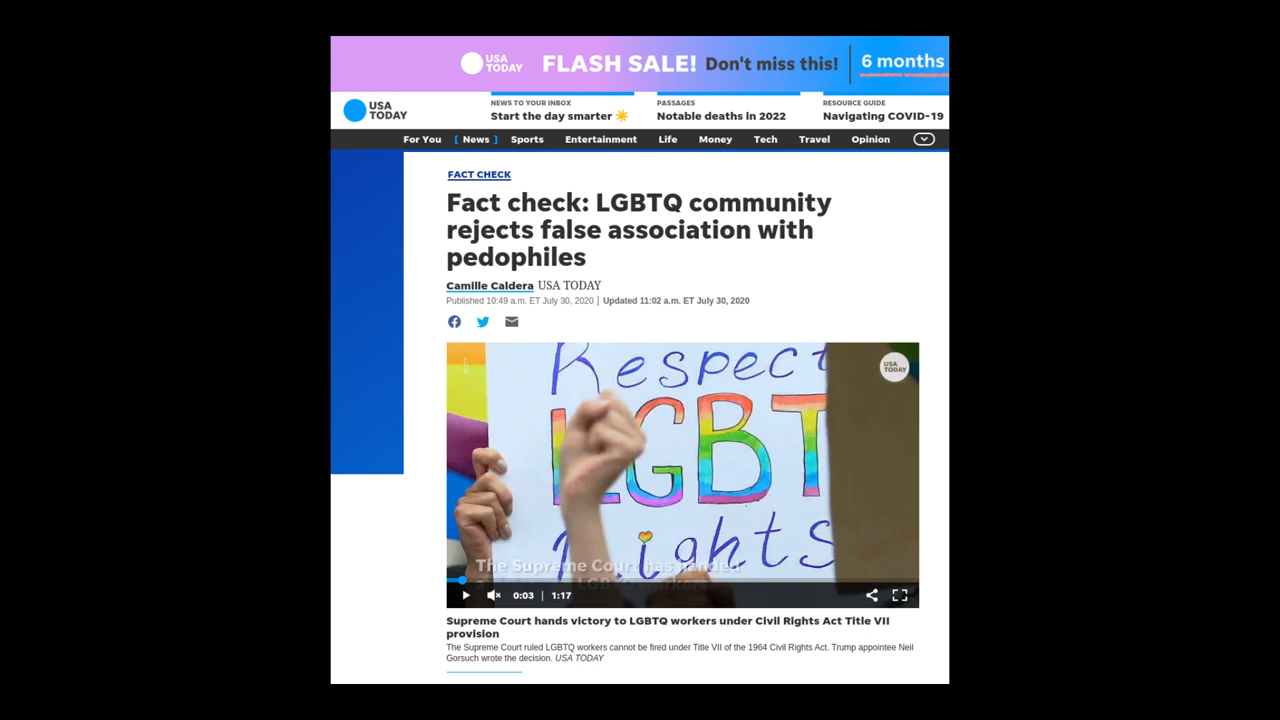 USA
TODAY
FLASH SALE! Don't miss this! 6 months
USA
TODAY
NEWS TO YOUR INBOX
Start the day smarter ☀️
PASSAGES
Notable deaths in 2022
RESOURCE GUIDE
Navigating COVID-19
For You [ News ] Sports Entertainment Life Money Tech Travel Opinion
FACT CHECK
Fact check: LGBTQ community
rejects false association with
pedophiles
Camille Caldera USA TODAY
Published 10:49 a.m. ET July 30, 2020 | Updated 11:02 a.m. ET July 30, 2020
USA
TODAY
Respect
LGBT
rights
The Supreme Court has handed
0:03 | 1:17
Supreme Court hands victory to LGBTQ workers under Civil Rights Act Title VII
provision
The Supreme Court ruled LGBTQ workers cannot be fired under Title VII of the 1964 Civil Rights Act. Trump appointee Neil
Gorsuch wrote the decision. USA TODAY